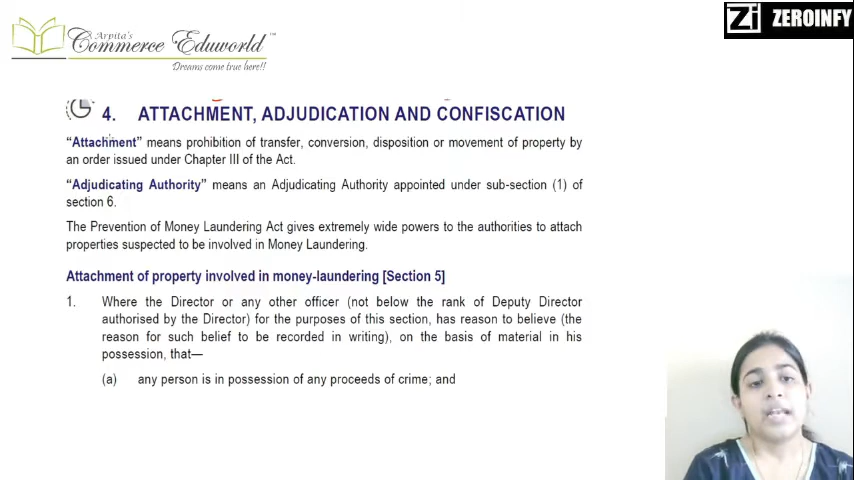 Arpita's
Commerce Eduworld™
Dreams come true here!!
Zi ZEROINFY
4. ATTACHMENT, ADJUDICATION AND CONFISCATION
“Attachment” means prohibition of transfer, conversion, disposition or movement of property by
an order issued under Chapter III of the Act.
“Adjudicating Authority” means an Adjudicating Authority appointed under sub-section (1) of
section 6.
The Prevention of Money Laundering Act gives extremely wide powers to the authorities to attach
properties suspected to be involved in Money Laundering.
Attachment of property involved in money-laundering [Section 5]
1. Where the Director or any other officer (not below the rank of Deputy Director
authorised by the Director) for the purposes of this section, has reason to believe (the
reason for such belief to be recorded in writing), on the basis of material in his
possession, that—
(a) any person is in possession of any proceeds of crime; and